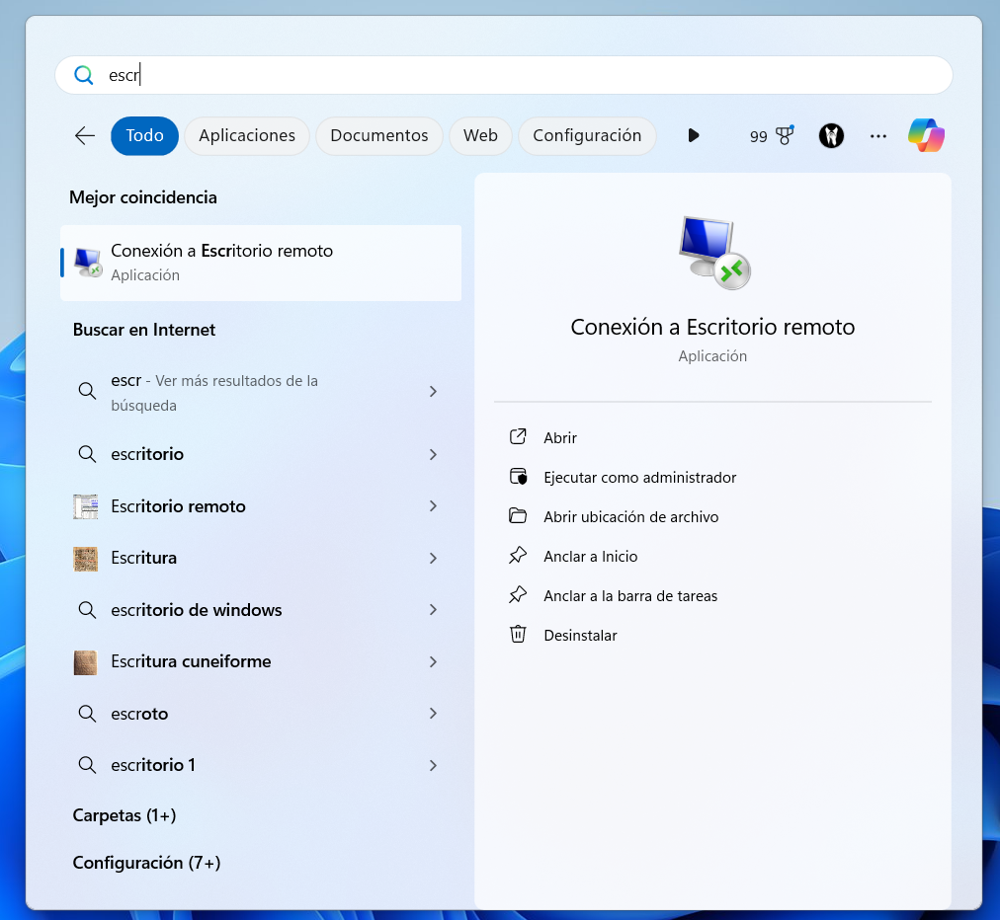 escr
Todo
Aplicaciones
Documentos
Web
Configuración
99
Mejor coincidencia
Conexión a Escritorio remoto
Aplicación
Buscar en Internet
escr - Ver más resultados de la
búsqueda
escritorio
Escritorio remoto
Escritura
escritorio de windows
Escritura cuneiforme
escroto
escritorio 1
Carpetas (1+)
Configuración (7+)
Conexión a Escritorio remoto
Aplicación
Abrir
Ejecutar como administrador
Abrir ubicación de archivo
Anclar a Inicio
Anclar a la barra de tareas
Desinstalar